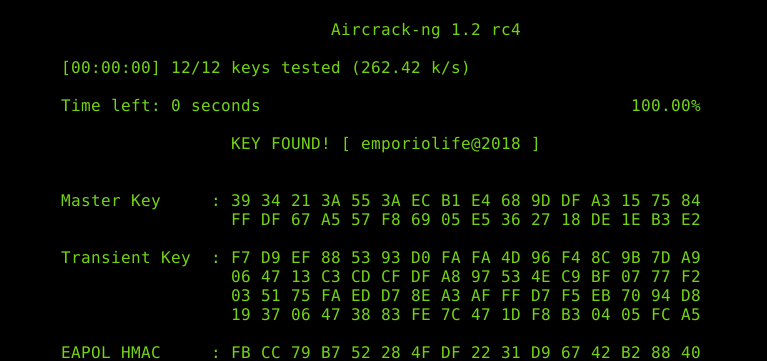 Aircrack-ng 1.2 rc4
[00:00:00] 12/12 keys tested (262.42 k/s)
Time left: 0 seconds 100.00%
KEY FOUND! [ emporiolife@2018 ]
Master Key : 39 34 21 3A 55 3A EC B1 E4 68 9D DF A3 15 75 84
FF DF 67 A5 57 F8 69 05 E5 36 27 18 DE 1E B3 E2
Transient Key : F7 D9 EF 88 53 93 D0 FA FA 4D 96 F4 8C 9B 7D A9
06 47 13 C3 CD CF DF A8 97 53 4E C9 BF 07 77 F2
03 51 75 FA ED D7 8E A3 AF FF D7 F5 EB 70 94 D8
19 37 06 47 38 83 FE 7C 47 1D F8 B3 04 05 FC A5
EAPOL HMAC : FB CC 79 B7 52 28 4F DF 22 31 D9 67 42 B2 88 40